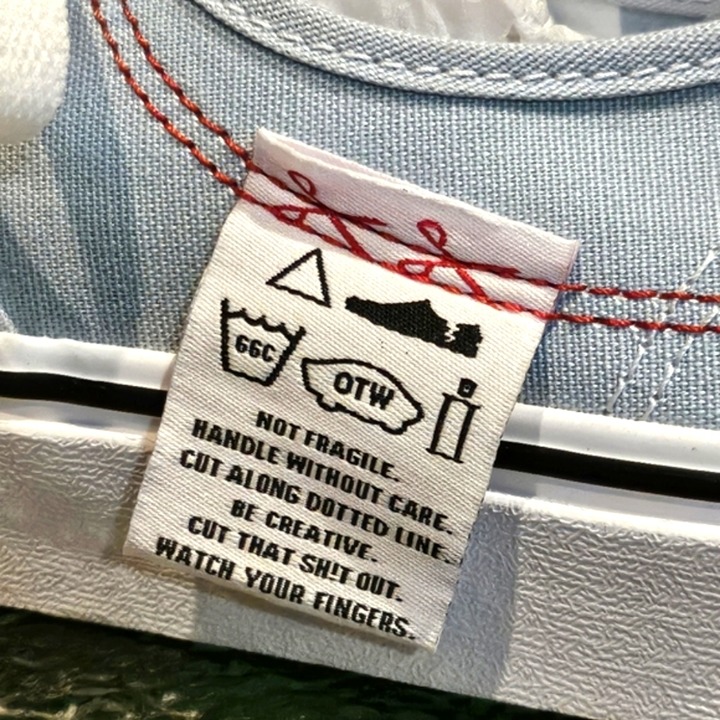 66C
OTW
NOT FRAGILE.
HANDLE WITHOUT CARE.
CUT ALONG DOTTED LINE.
BE CREATIVE.
CUT THAT SH!T OUT.
WATCH YOUR FINGERS.